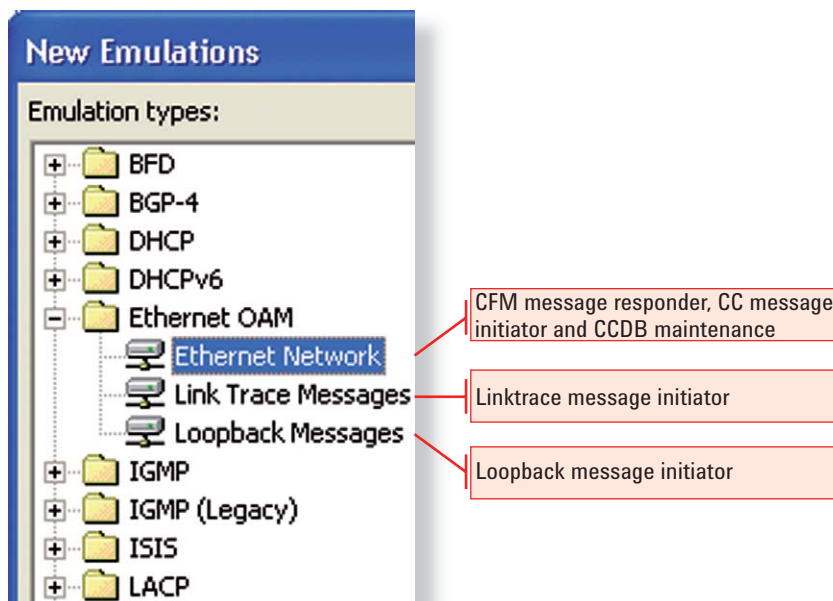 New Emulations
Emulation types:
BFD
BGP-4
DHCP
DHCPv6
Ethernet OAM
Ethernet Network
Link Trace Messages
Loopback Messages
IGMP
IGMP (Legacy)
ISIS
LACP
CFM message responder, CC message
initiator and CCDB maintenance
Linktrace message initiator
Loopback message initiator